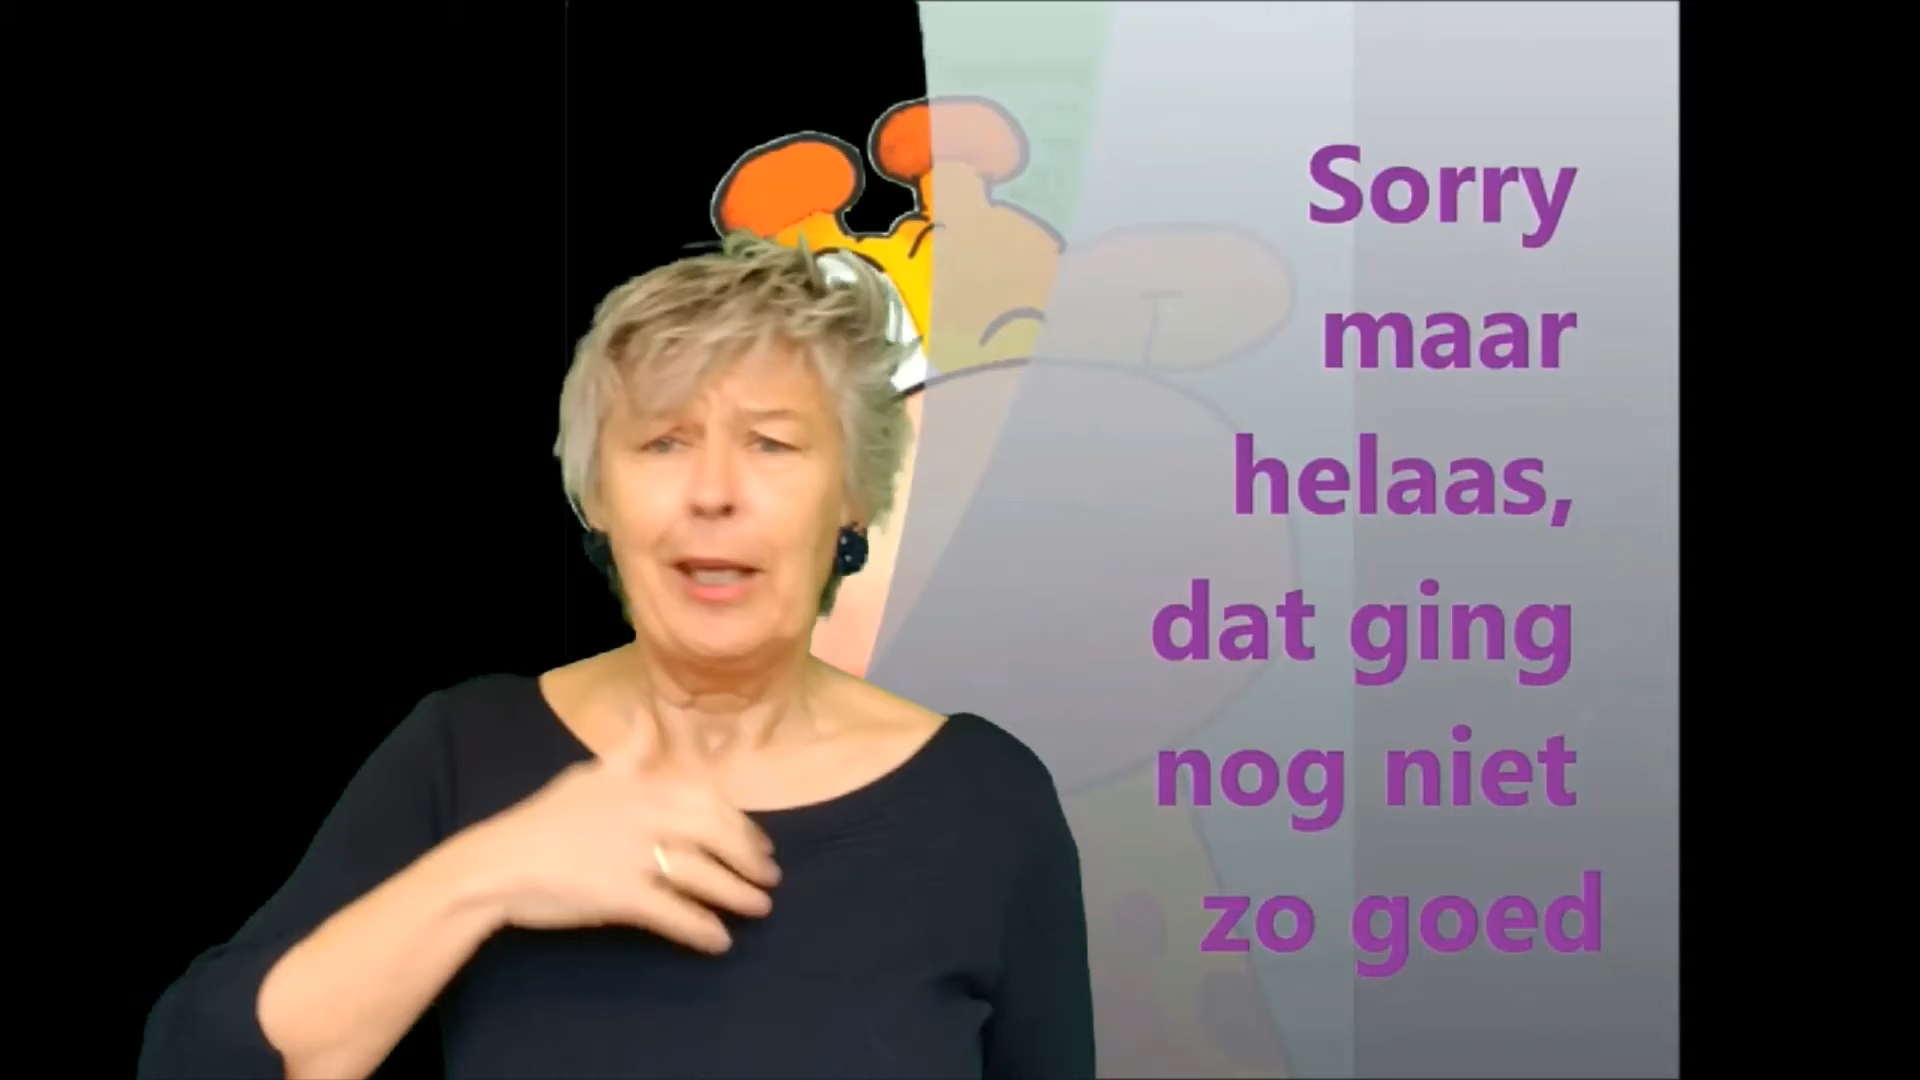 Sorry
maar
helaas,
dat ging
nog niet
zo goed